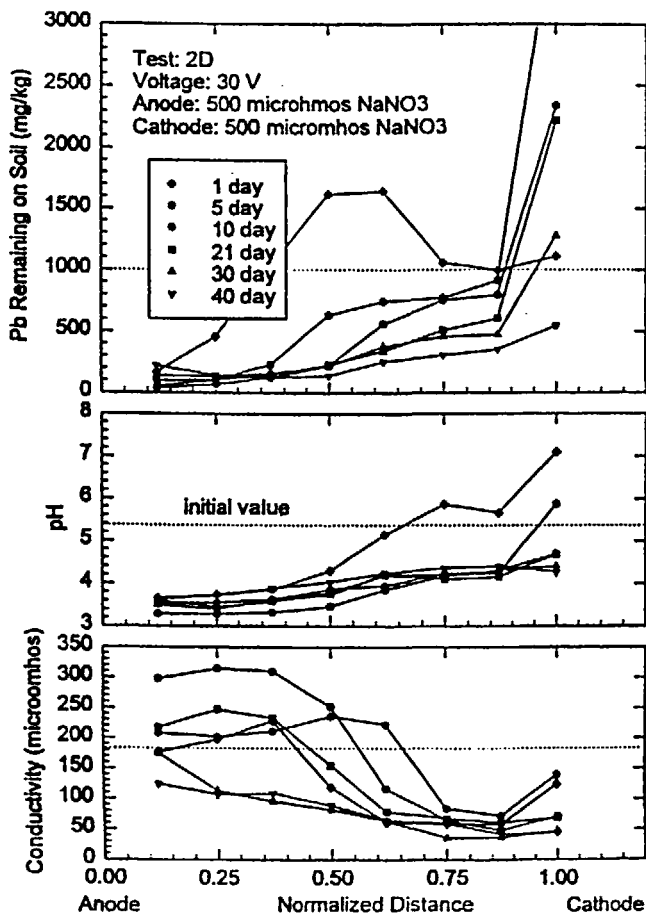 3000
2500
2000
1500
1000
500
0
Pb Remaining on Soil (mg/kg)
Test: 2D
Voltage: 30 V
Anode: 500 microhmos NaNO3
Cathode: 500 micromhos NaNO3
1 day
5 day
10 day
21 day
30 day
40 day
8
7
6
5
4
3
pH
initial value
350
300
250
200
150
100
50
0
Conductivity (microomhos)
0.00 0.25 0.50 0.75 1.00
Anode Normalized Distance Cathode